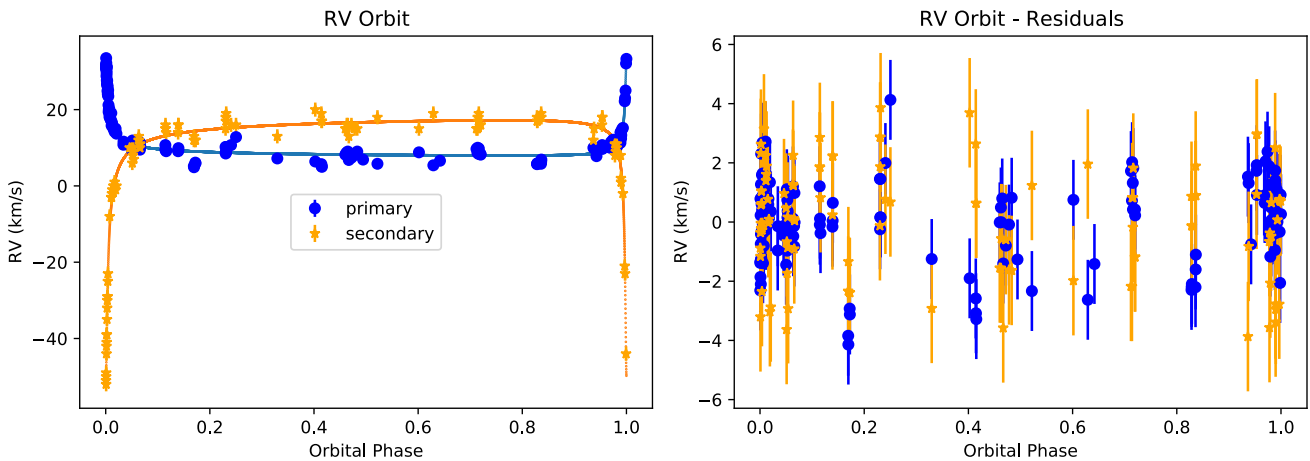 RV Orbit
RV (km/s)
20
0
−20
−40
primary
secondary
0.0 0.2 0.4 0.6 0.8 1.0
Orbital Phase
RV Orbit - Residuals
RV (km/s)
6
4
2
0
−2
−4
−6
0.0 0.2 0.4 0.6 0.8 1.0
Orbital Phase